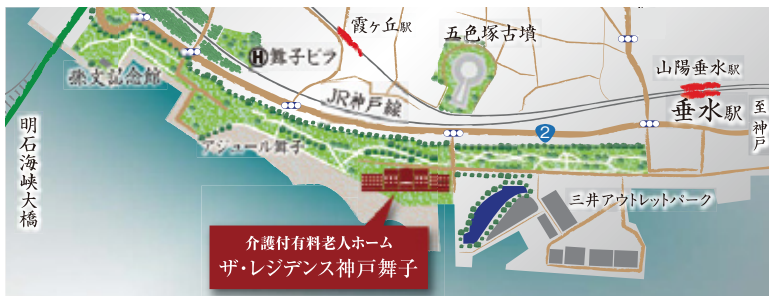 霞ヶ丘駅
五色塚古墳
Ⓗ舞子ビラ
山陽垂水駅
垂水駅
至神戸
孫文記念館
JR神戸線
2
アジュール舞子
明石海峡大橋
三井アウトレットパーク
介護付有料老人ホーム
ザ・レジデンス神戸舞子